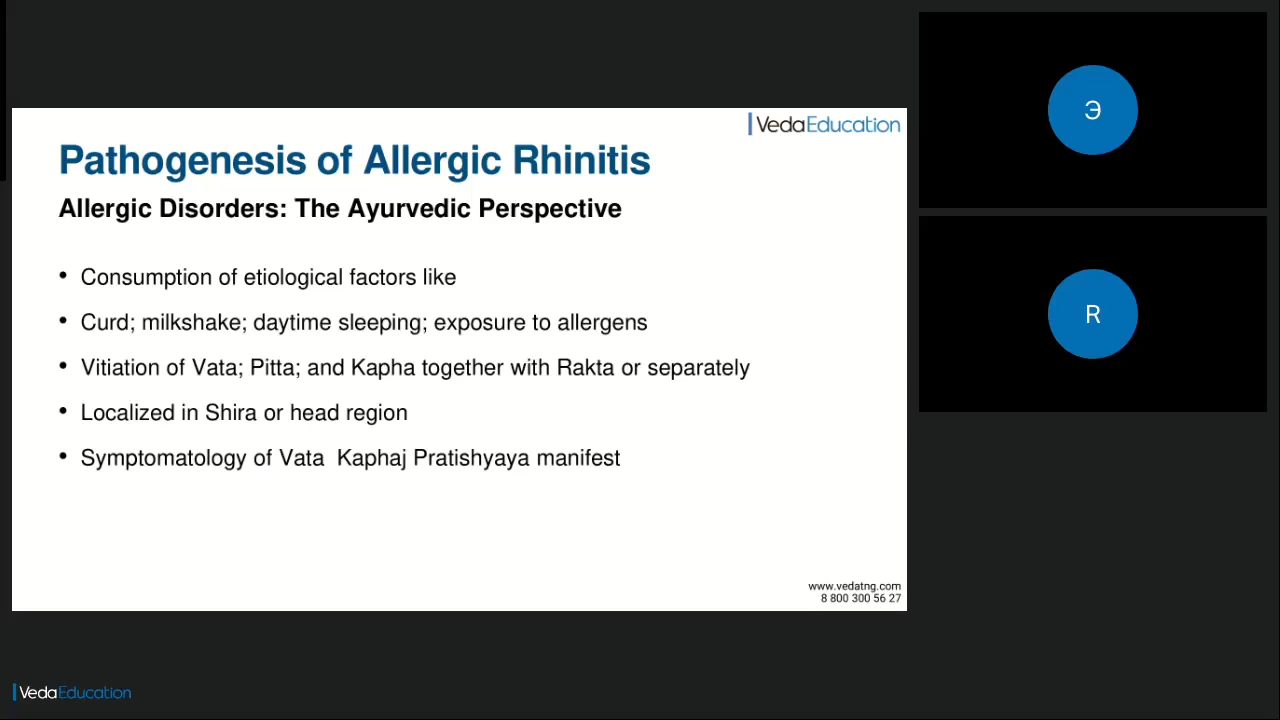 VedaEducation
Pathogenesis of Allergic Rhinitis
Allergic Disorders: The Ayurvedic Perspective
• Consumption of etiological factors like
• Curd; milkshake; daytime sleeping; exposure to allergens
• Vitiation of Vata; Pitta; and Kapha together with Rakta or separately
• Localized in Shira or head region
• Symptomatology of Vata  Kaphaj Pratishyaya manifest
www.vedatng.com
8 800 300 56 27
Э
R
VedaEducation